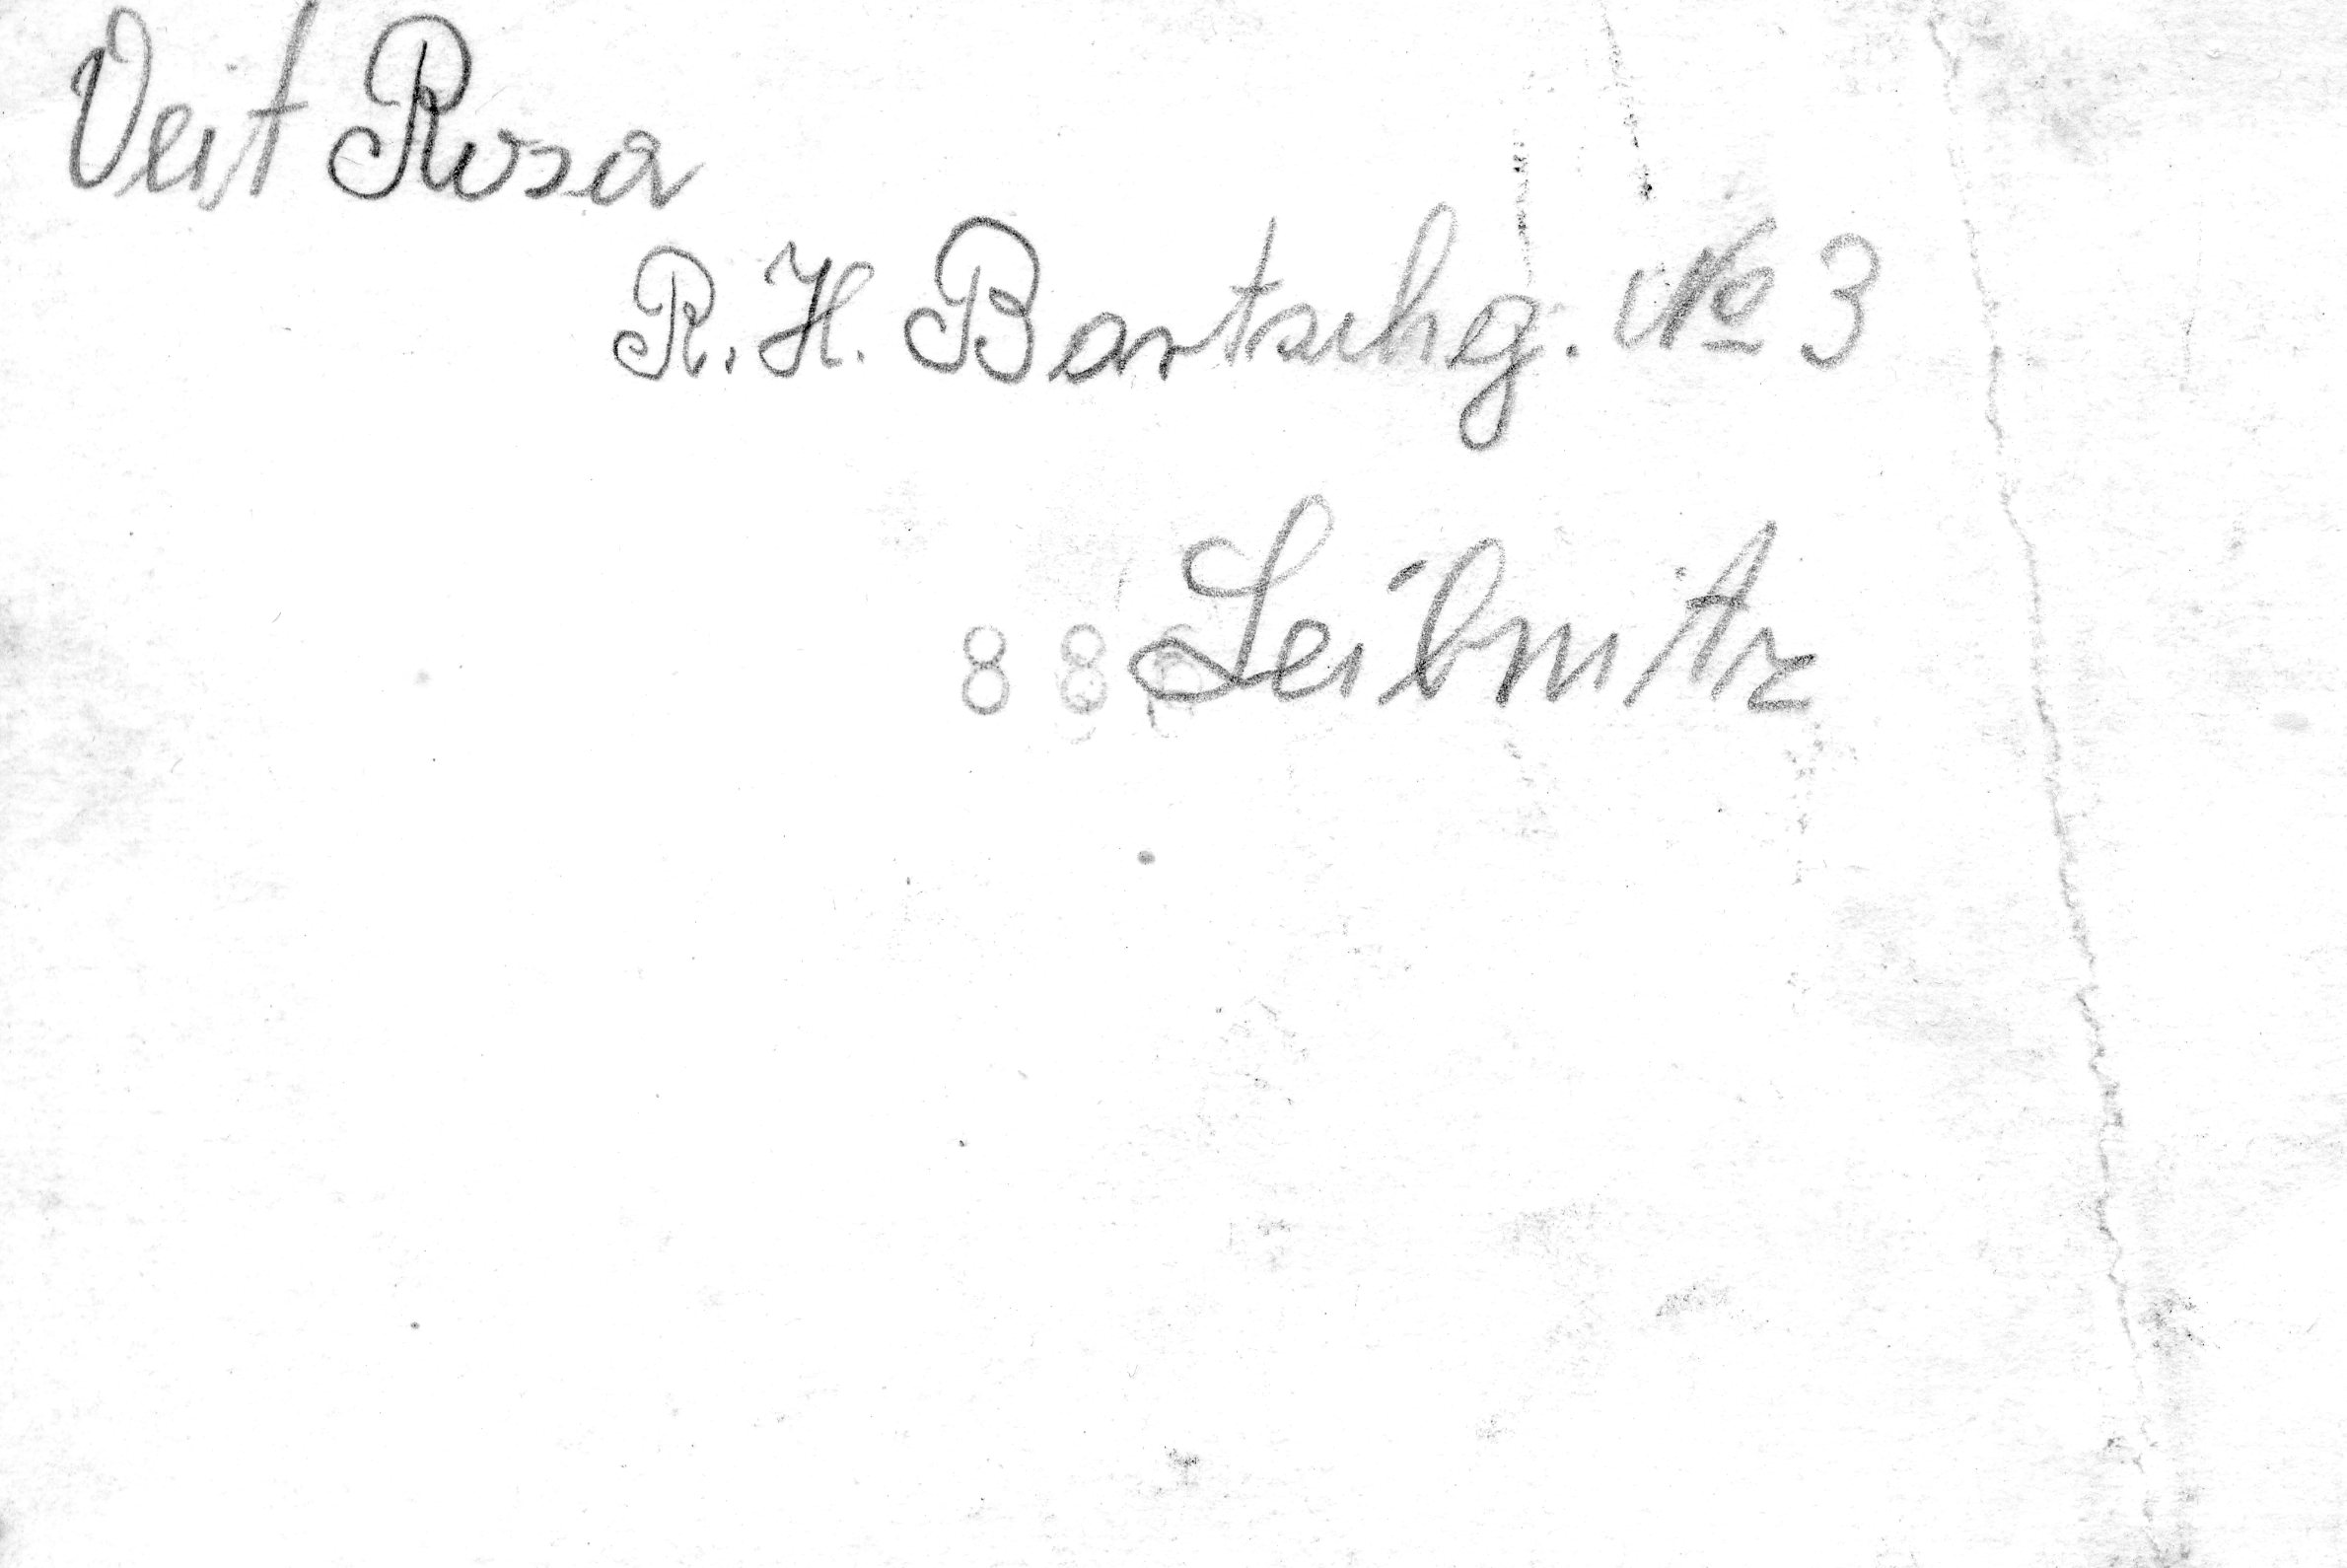 Veit Rosa
R. H. Bartschg. No 3
Leibnitz
88